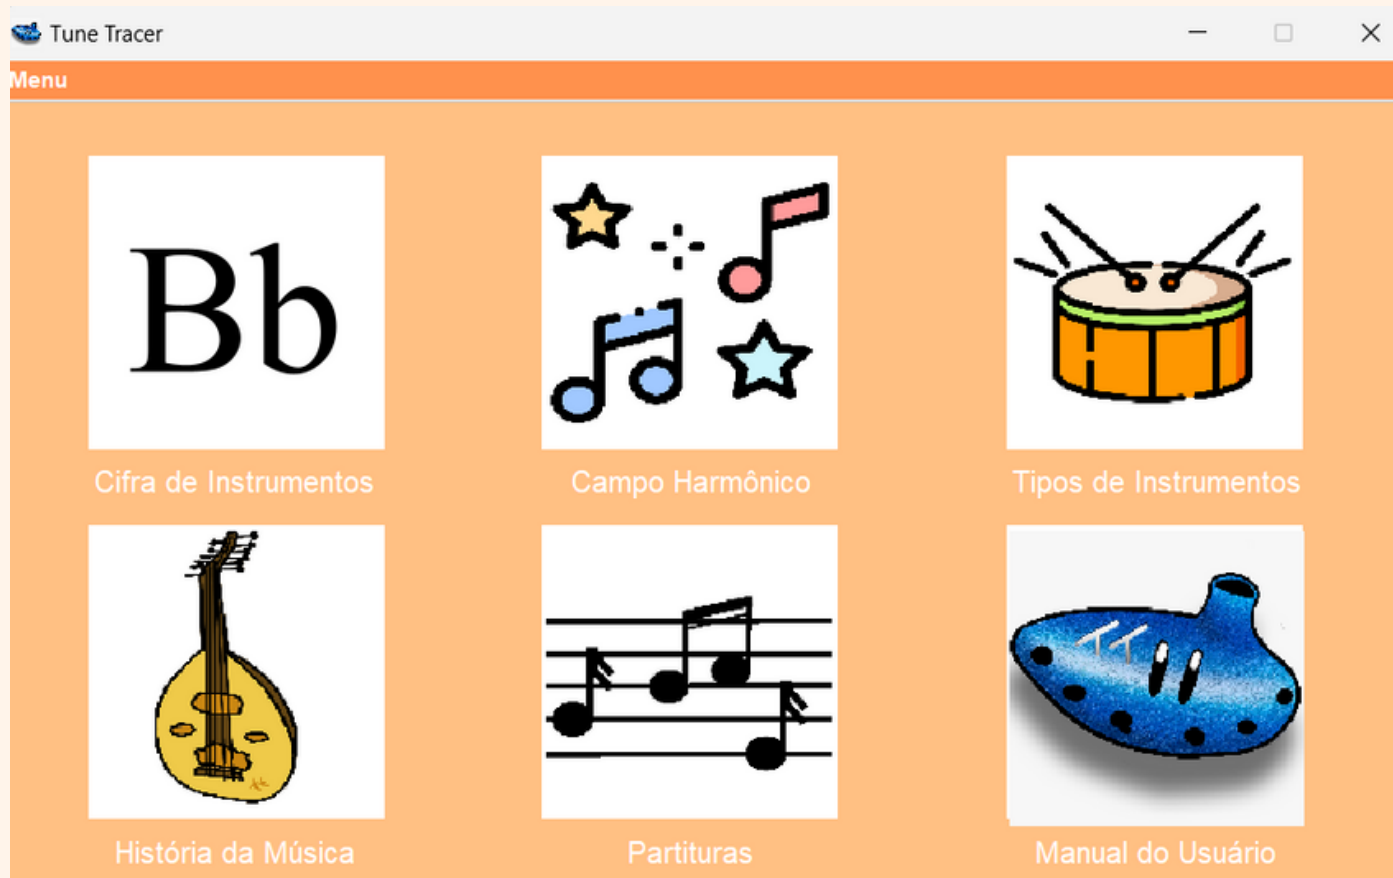 Tune Tracer
Menu
Bb
Cifra de Instrumentos
Campo Harmônico
Tipos de Instrumentos
História da Música
Partituras
Manual do Usuário